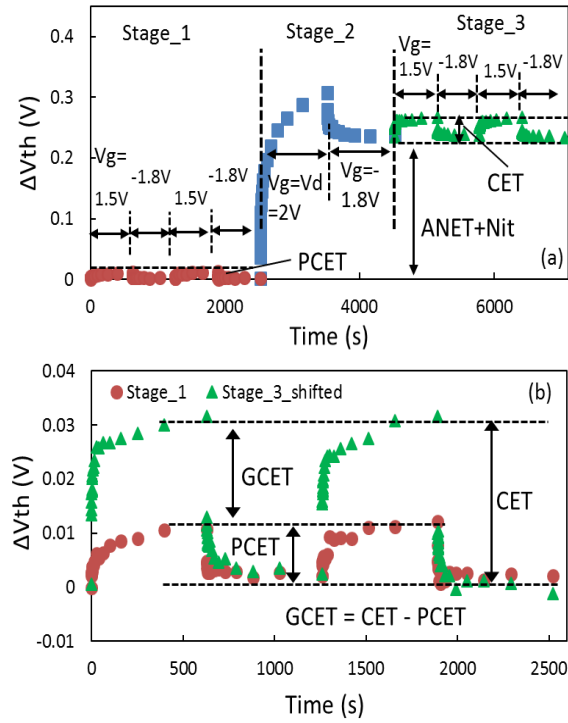 Stage_1
Stage_2
Stage_3
Vg=
1.5V
-1.8V
1.5V
-1.8V
Vg=
1.5V
-1.8V
1.5V
-1.8V
Vg=Vd
=2V
Vg=-
1.8V
PCET
CET
ANET+Nit
(a)
ΔVth (V)
0.4
0.3
0.2
0.1
0
0
2000
4000
6000
Time (s)
Stage_1
Stage_3_shifted
(b)
GCET
PCET
CET
GCET = CET - PCET
ΔVth (V)
0.04
0.03
0.02
0.01
0
-0.01
0
500
1000
1500
2000
2500
Time (s)